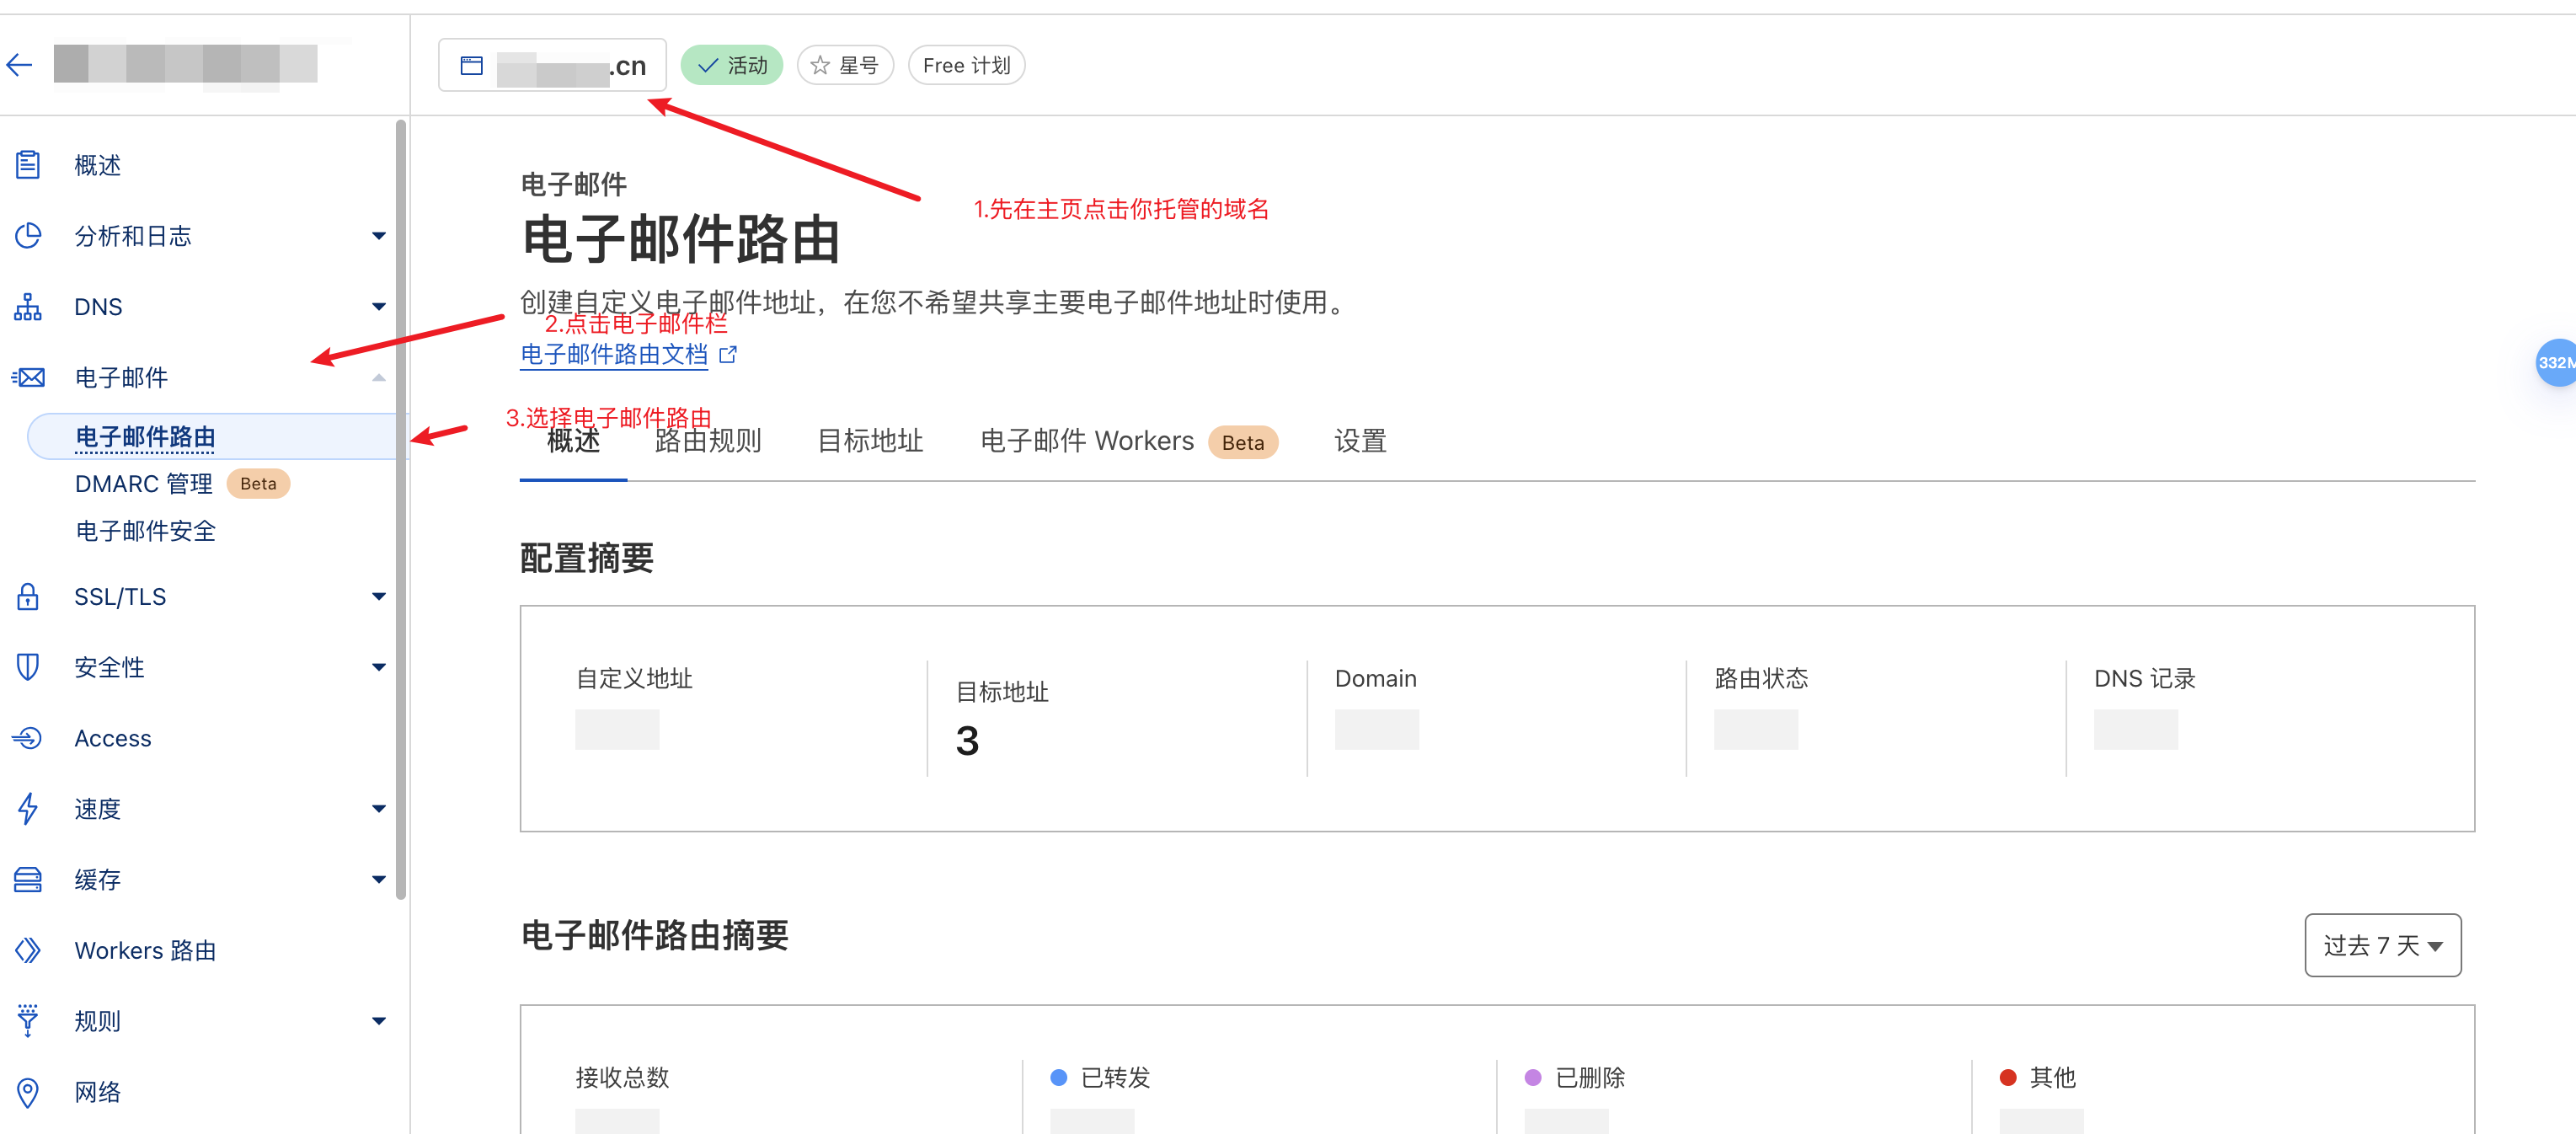 .cn
活动
星号
Free 计划
1.先在主页点击你托管的域名
概述
分析和日志
DNS
电子邮件
电子邮件路由
DMARC 管理 Beta
电子邮件安全
SSL/TLS
安全性
Access
速度
缓存
Workers 路由
规则
网络
电子邮件
电子邮件路由
创建自定义电子邮件地址，在您不希望共享主要电子邮件地址时使用。
2.点击电子邮件栏
电子邮件路由文档
3.选择电子邮件路由
概述
路由规则
目标地址
电子邮件 Workers Beta
设置
配置摘要
自定义地址
目标地址
3
Domain
路由状态
DNS 记录
电子邮件路由摘要
过去 7 天
接收总数
已转发
已删除
其他